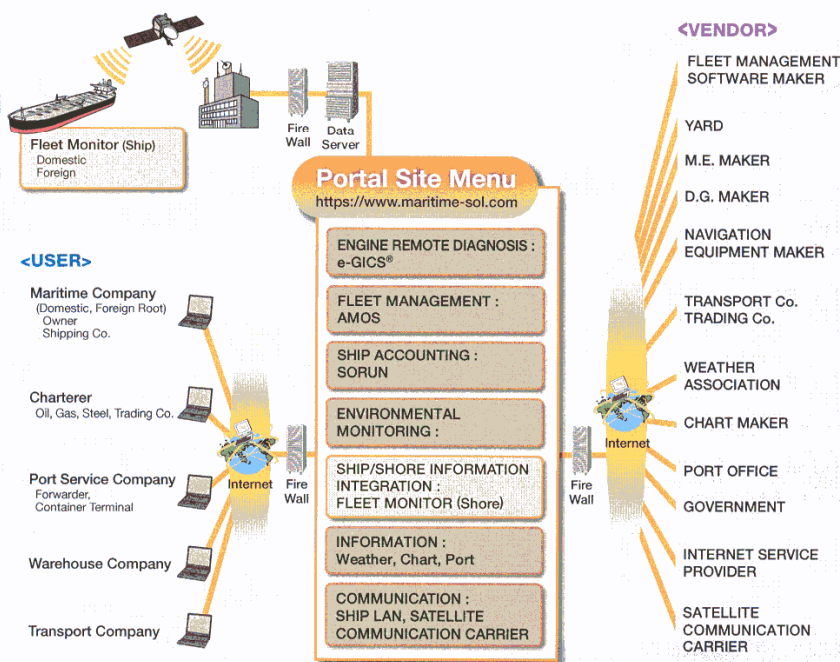 Fleet Monitor (Ship)
Domestic
Foreign
Fire
Wall
Data
Server
Portal Site Menu
https://www.maritime-sol.com
ENGINE REMOTE DIAGNOSIS :
e-GICS®
FLEET MANAGEMENT :
AMOS
SHIP ACCOUNTING :
SORUN
ENVIRONMENTAL
MONITORING :
SHIP/SHORE INFORMATION
INTEGRATION :
FLEET MONITOR (Shore)
INFORMATION :
Weather, Chart, Port
COMMUNICATION :
SHIP LAN, SATELLITE
COMMUNICATION CARRIER
<USER>
Maritime Company
(Domestic, Foreign Root)
Owner
Shipping Co.
Charterer
Oil, Gas, Steel, Trading Co.
Port Service Company
Forwarder,
Container Terminal
Warehouse Company
Transport Company
Internet
Fire
Wall
Fire
Wall
Internet
<VENDOR>
FLEET MANAGEMENT
SOFTWARE MAKER
YARD
M.E. MAKER
D.G. MAKER
NAVIGATION
EQUIPMENT MAKER
TRANSPORT Co.
TRADING Co.
WEATHER
ASSOCIATION
CHART MAKER
PORT OFFICE
GOVERNMENT
INTERNET SERVICE
PROVIDER
SATELLITE
COMMUNICATION
CARRIER